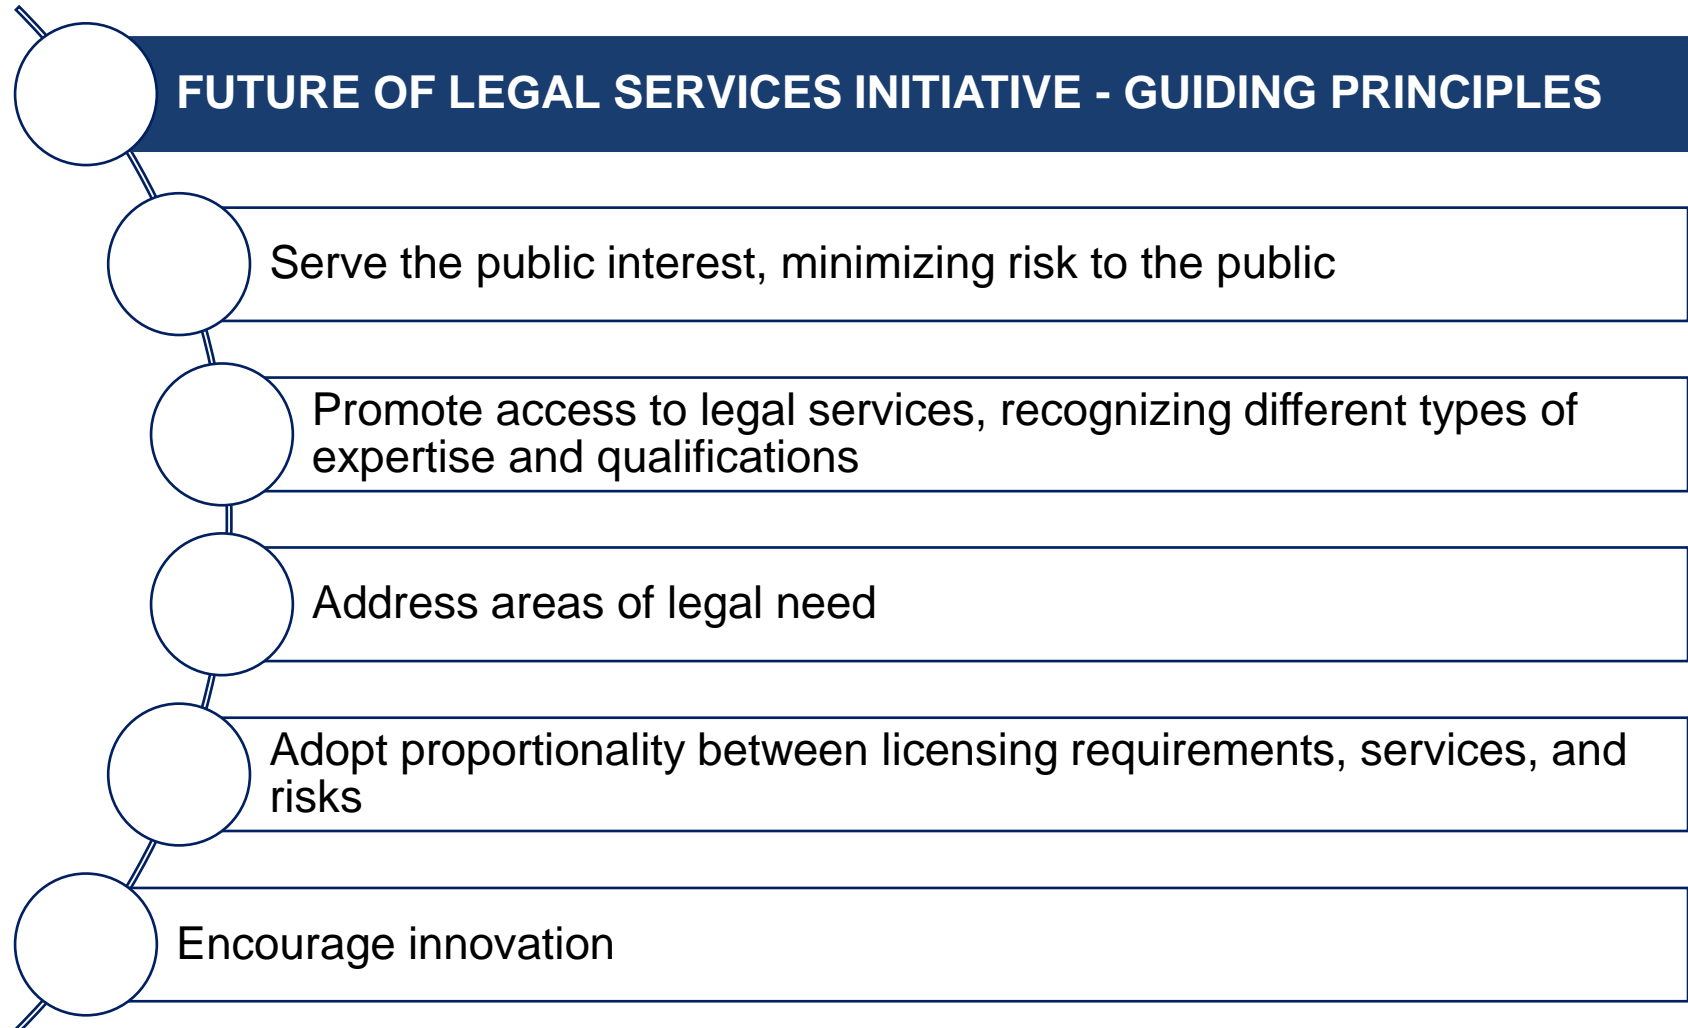 FUTURE OF LEGAL SERVICES INITIATIVE - GUIDING PRINCIPLES
Serve the public interest, minimizing risk to the public
Promote access to legal services, recognizing different types of
expertise and qualifications
Address areas of legal need
Adopt proportionality between licensing requirements, services, and
risks
Encourage innovation